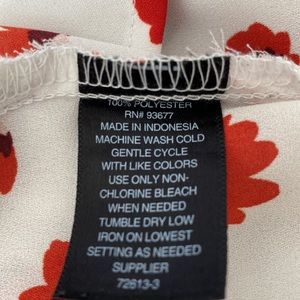 100% POLYESTER
RN# 93677
MADE IN INDONESIA
MACHINE WASH COLD
GENTLE CYCLE
WITH LIKE COLORS
USE ONLY NON-
CHLORINE BLEACH
WHEN NEEDED
TUMBLE DRY LOW
IRON ON LOWEST
SETTING AS NEEDED
SUPPLIER
72613-3